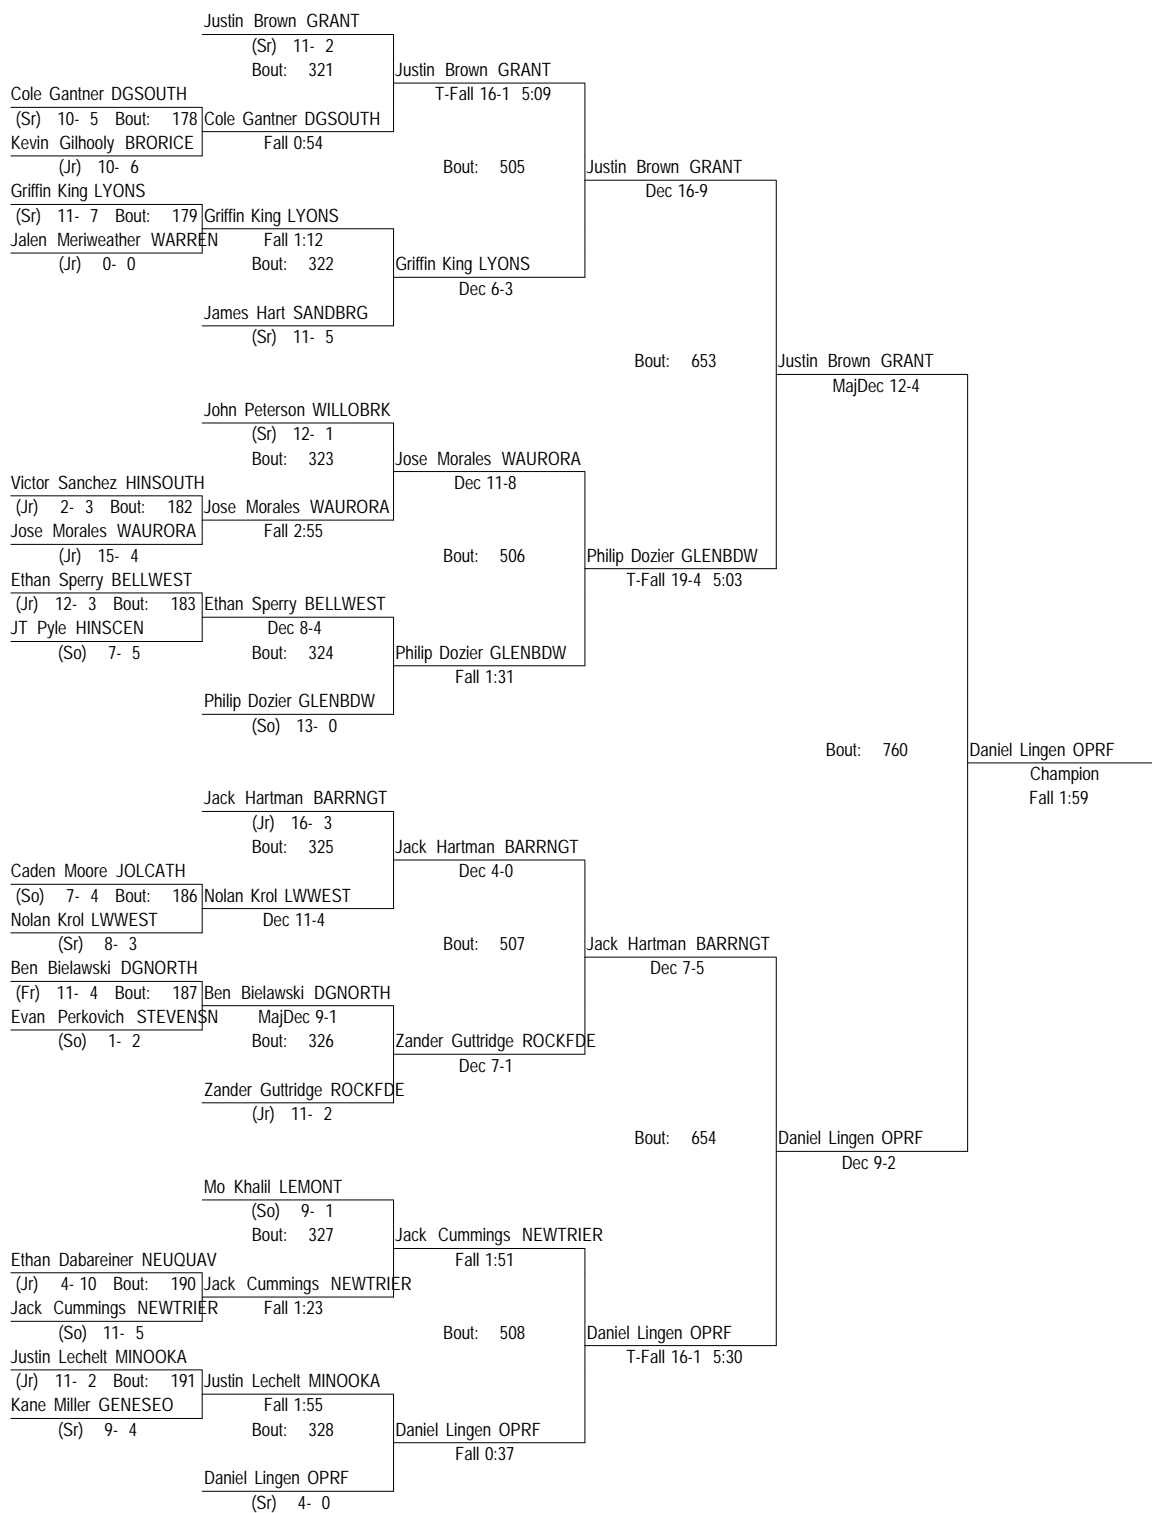 Justin Brown GRANT
(Sr) 11- 2
Bout: 321
Justin Brown GRANT
Cole Gantner DGSOUTH
T-Fall 16-1 5:09
(Sr) 10- 5 Bout: 178 Cole Gantner DGSOUTH
Kevin Gilhooly BRORICE
Fall 0:54
(Jr) 10- 6
Bout: 505
Justin Brown GRANT
Griffin King LYONS
Dec 16-9
(Sr) 11- 7 Bout: 179 Griffin King LYONS
Jalen Meriweather WARREN
Fall 1:12
(Jr) 0- 0
Bout: 322
Griffin King LYONS
Dec 6-3
James Hart SANDBRG
(Sr) 11- 5
Bout: 653
Justin Brown GRANT
MajDec 12-4
John Peterson WILLOBRK
(Sr) 12- 1
Bout: 323
Jose Morales WAURORA
Victor Sanchez HINSOUTH
Dec 11-8
(Jr) 2- 3 Bout: 182 Jose Morales WAURORA
Jose Morales WAURORA
Fall 2:55
(Jr) 15- 4
Bout: 506
Philip Dozier GLENBDW
Ethan Sperry BELLWEST
T-Fall 19-4 5:03
(Jr) 12- 3 Bout: 183 Ethan Sperry BELLWEST
JT Pyle HINSCEN
Dec 8-4
(So) 7- 5
Bout: 324
Philip Dozier GLENBDW
Fall 1:31
Philip Dozier GLENBDW
(So) 13- 0
Bout: 760
Daniel Lingen OPRF
Champion
Fall 1:59
Jack Hartman BARRNGT
(Jr) 16- 3
Bout: 325
Jack Hartman BARRNGT
Caden Moore JOLCATH
Dec 4-0
(So) 7- 4 Bout: 186 Nolan Krol LWWEST
Nolan Krol LWWEST
Dec 11-4
(Sr) 8- 3
Bout: 507
Jack Hartman BARRNGT
Ben Bielawski DGNORTH
Dec 7-5
(Fr) 11- 4 Bout: 187 Ben Bielawski DGNORTH
Evan Perkovich STEVENSN
MajDec 9-1
(So) 1- 2
Bout: 326
Zander Guttridge ROCKFDE
Dec 7-1
Zander Guttridge ROCKFDE
(Jr) 11- 2
Bout: 654
Daniel Lingen OPRF
Dec 9-2
Mo Khalil LEMONT
(So) 9- 1
Bout: 327
Jack Cummings NEWTRIER
Ethan Dabareiner NEUQUAV
Fall 1:51
(Jr) 4- 10 Bout: 190 Jack Cummings NEWTRIER
Jack Cummings NEWTRIER
Fall 1:23
(So) 11- 5
Bout: 508
Daniel Lingen OPRF
Justin Lechelt MINOOKA
T-Fall 16-1 5:30
(Jr) 11- 2 Bout: 191 Justin Lechelt MINOOKA
Kane Miller GENESEO
Fall 1:55
(Sr) 9- 4
Bout: 328
Daniel Lingen OPRF
Fall 0:37
Daniel Lingen OPRF
(Sr) 4- 0